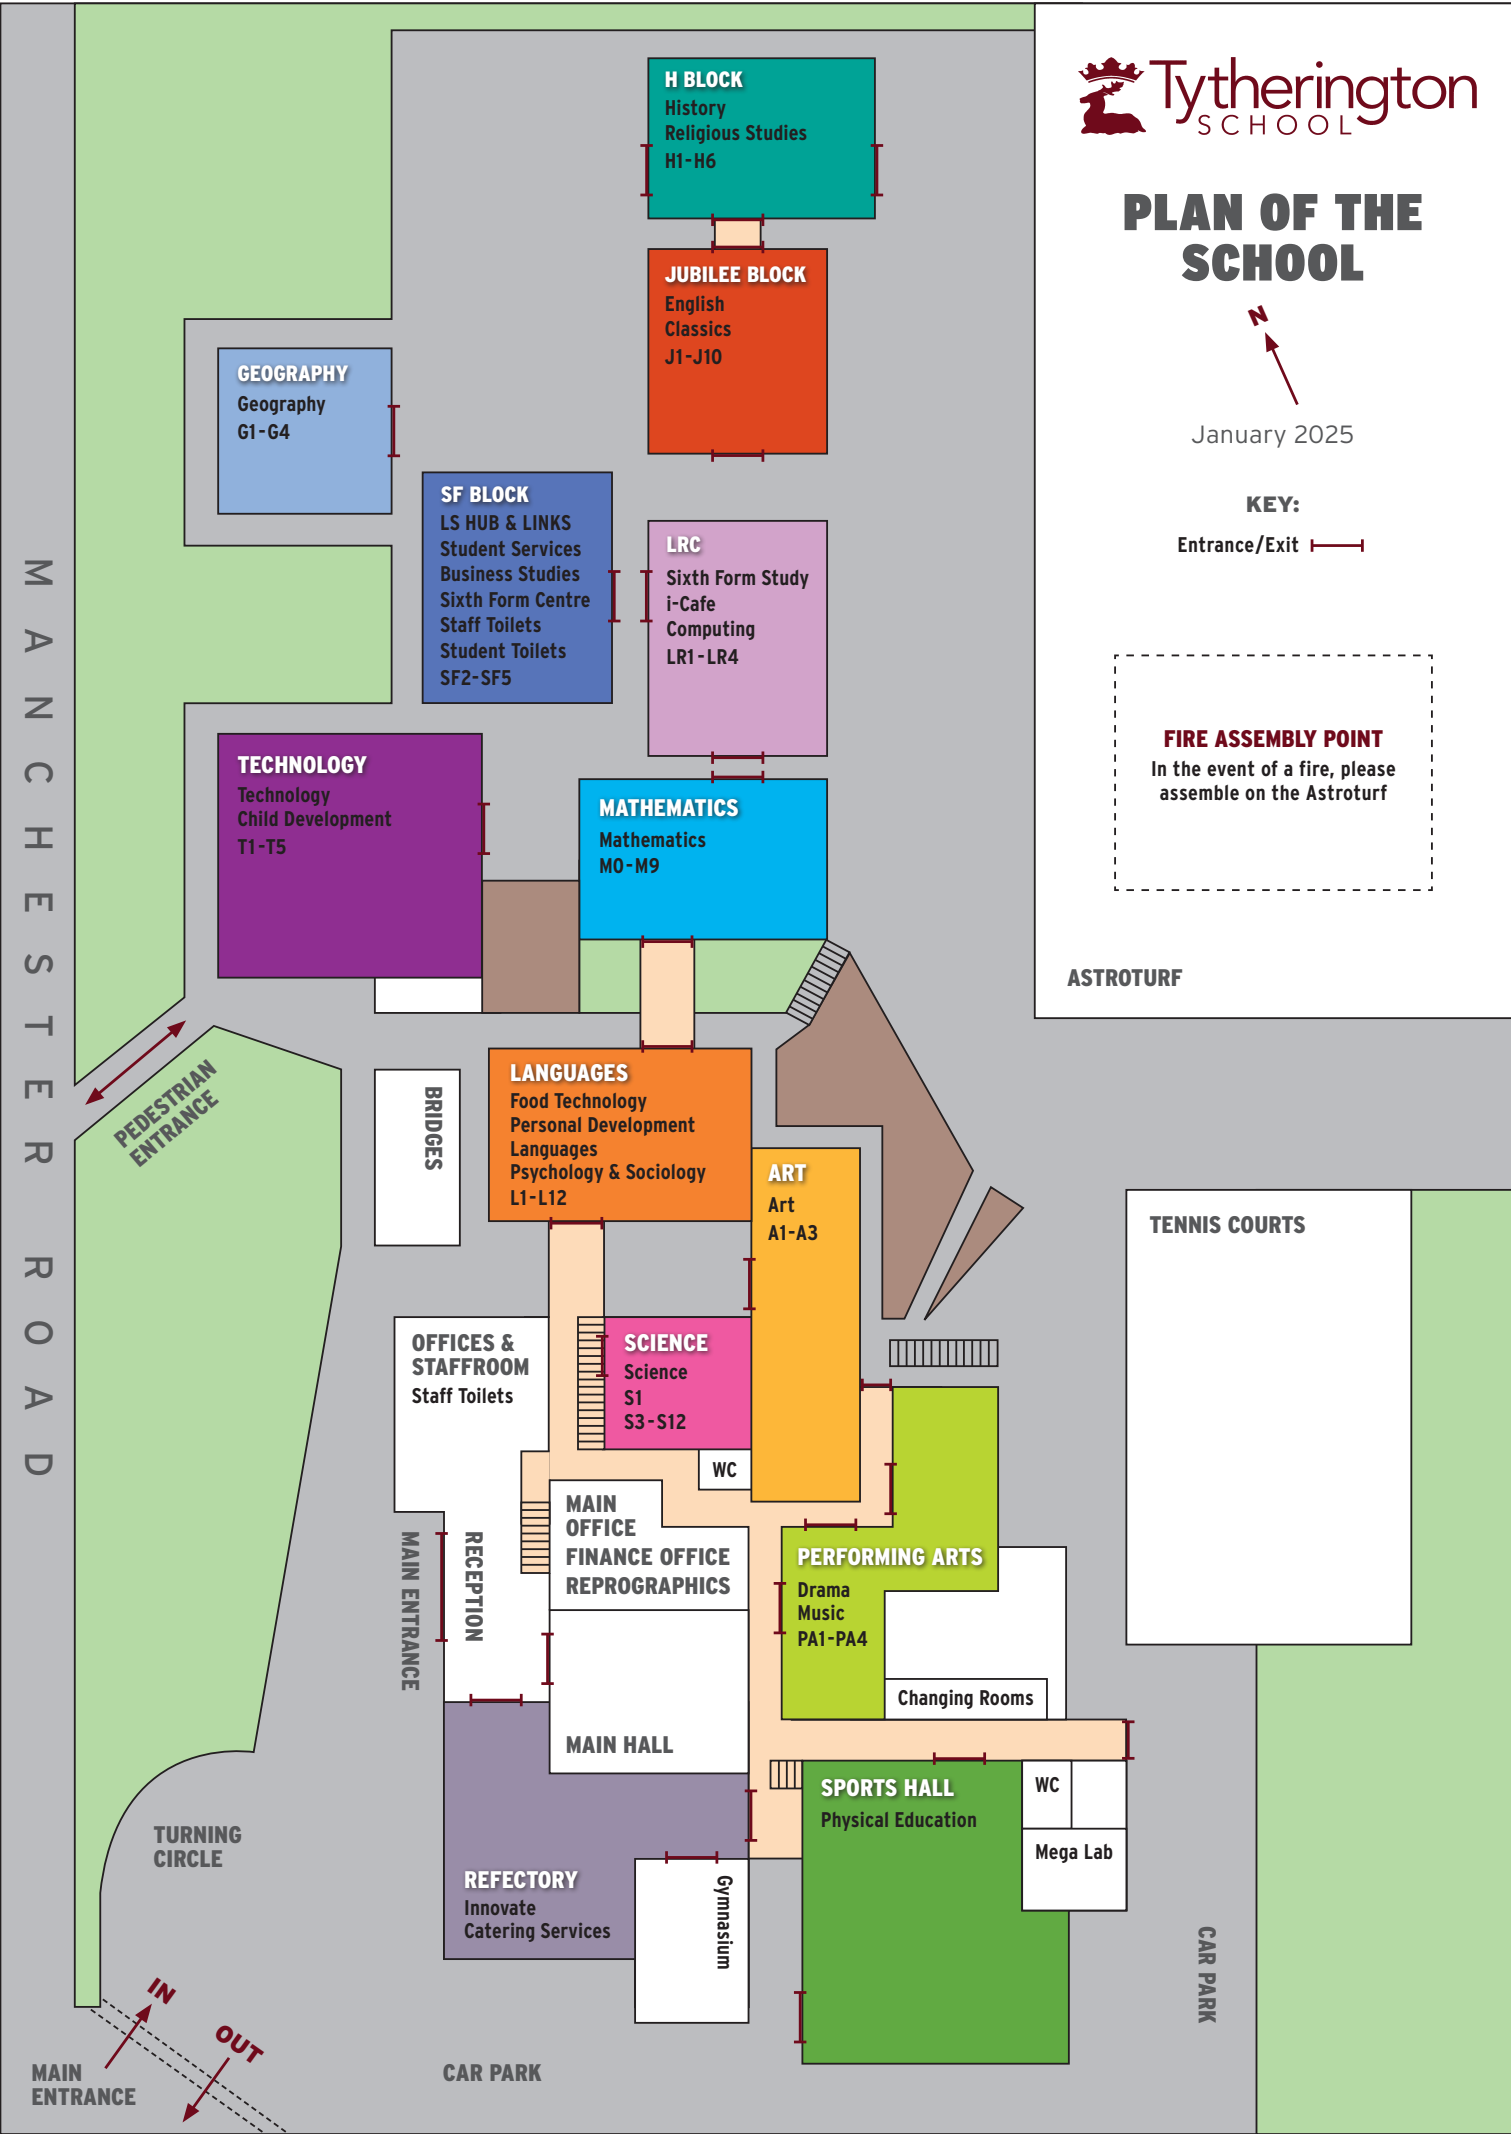 Tytherington
SCHOOL
PLAN OF THE
SCHOOL
N
January 2025
KEY:
Entrance/Exit
FIRE ASSEMBLY POINT
In the event of a fire, please
assemble on the Astroturf
ASTROTURF
H BLOCK
History
Religious Studies
H1-H6
JUBILEE BLOCK
English
Classics
J1-J10
GEOGRAPHY
Geography
G1-G4
SF BLOCK
LS HUB & LINKS
Student Services
Business Studies
Sixth Form Centre
Staff Toilets
Student Toilets
SF2-SF5
LRC
Sixth Form Study
i-Cafe
Computing
LR1-LR4
TECHNOLOGY
Technology
Child Development
T1-T5
MATHEMATICS
Mathematics
M0-M9
MANCHESTER ROAD
PEDESTRIAN
ENTRANCE
BRIDGES
LANGUAGES
Food Technology
Personal Development
Languages
Psychology & Sociology
L1-L12
ART
Art
A1-A3
TENNIS COURTS
OFFICES &
STAFFROOM
Staff Toilets
SCIENCE
Science
S1
S3-S12
WC
MAIN
OFFICE
FINANCE OFFICE
REPROGRAPHICS
MAIN ENTRANCE
RECEPTION
PERFORMING ARTS
Drama
Music
PA1-PA4
Changing Rooms
MAIN HALL
SPORTS HALL
Physical Education
WC
Mega Lab
TURNING
CIRCLE
REFECTORY
Innovate
Catering Services
Gymnasium
CAR PARK
IN
OUT
MAIN
ENTRANCE
CAR PARK